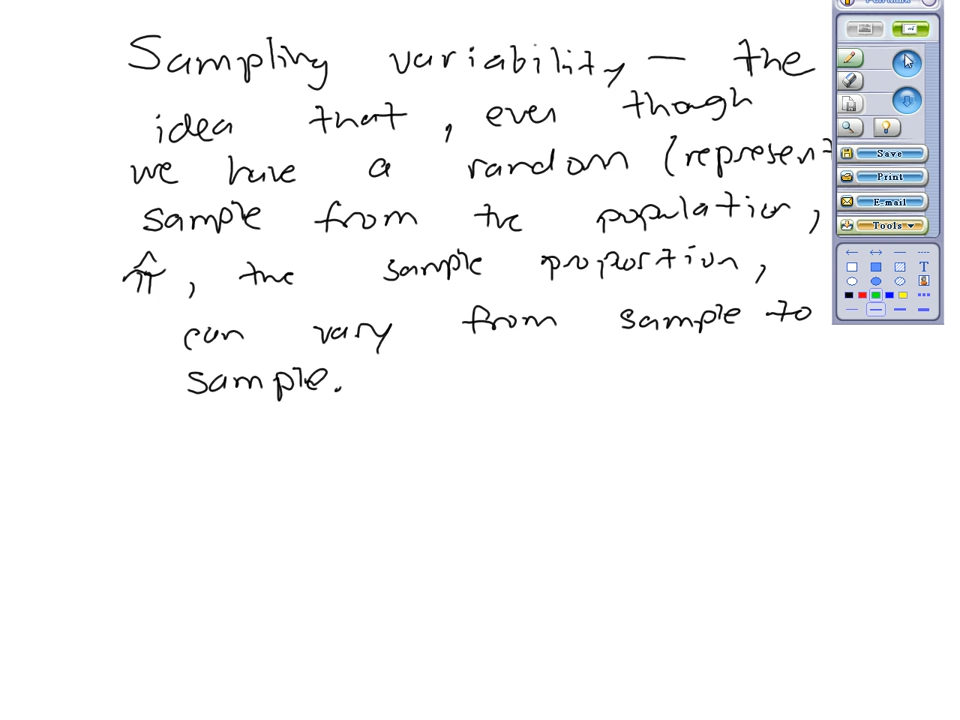 Sampling variability — the
idea that, even though
we have a random (represent
sample from the population,
π̂, the sample proportion,
can vary from sample to
sample.
Save
Print
E-mail
Tools
T